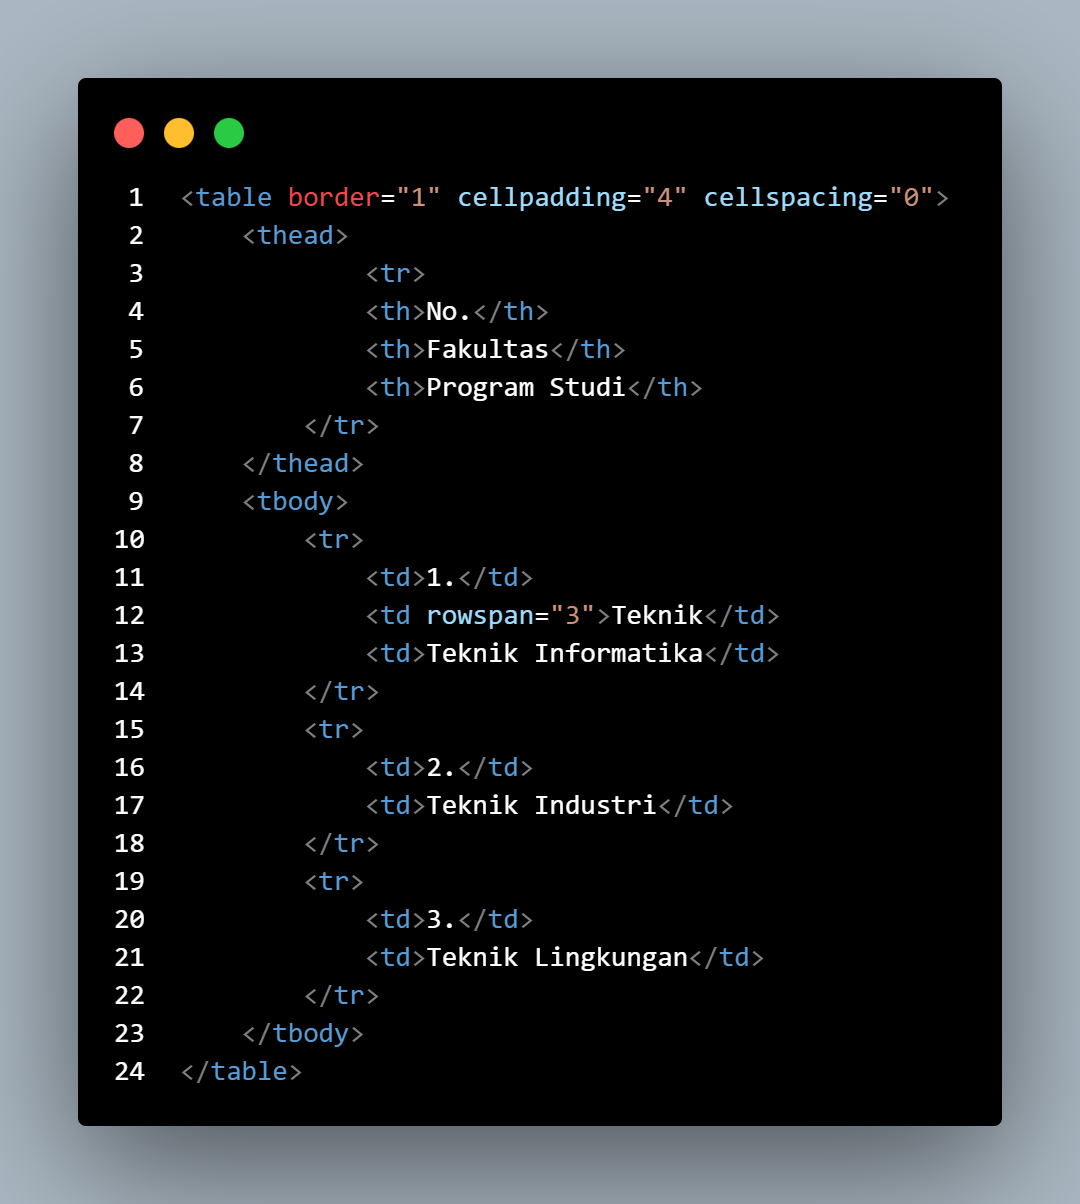 1 <table border="1" cellpadding="4" cellspacing="0">
2     <thead>
3             <tr>
4             <th>No.</th>
5             <th>Fakultas</th>
6             <th>Program Studi</th>
7         </tr>
8     </thead>
9     <tbody>
10         <tr>
11             <td>1.</td>
12             <td rowspan="3">Teknik</td>
13             <td>Teknik Informatika</td>
14         </tr>
15         <tr>
16             <td>2.</td>
17             <td>Teknik Industri</td>
18         </tr>
19         <tr>
20             <td>3.</td>
21             <td>Teknik Lingkungan</td>
22         </tr>
23     </tbody>
24 </table>